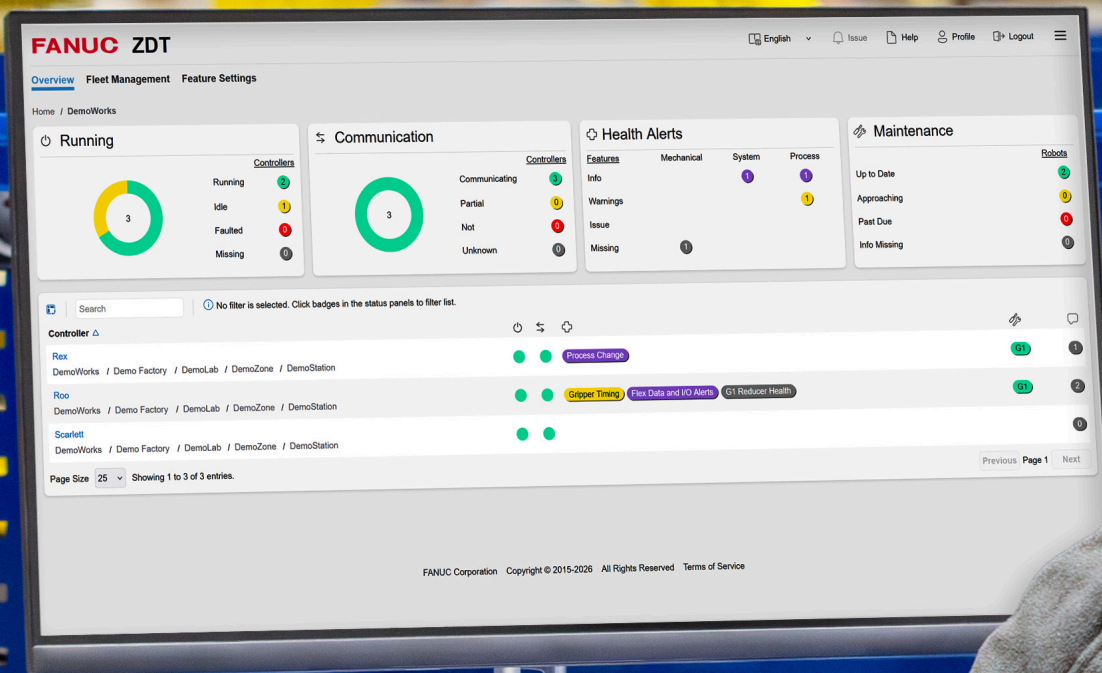 FANUC ZDT
English Issue Help Profile Logout
Overview Fleet Management Feature Settings
Home / DemoWorks
Running
Controllers
3
Running 2
Idle 1
Faulted 0
Missing 0
Communication
Controllers
3
Communicating 3
Partial 0
Not 0
Unknown 0
Health Alerts
Features Mechanical System Process
Info 1 1
Warnings 1
Issue
Missing 1
Maintenance
Robots
Up to Date 2
Approaching 0
Past Due 0
Info Missing 0
Search
No filter is selected. Click badges in the status panels to filter list.
Controller
Rex Process Change G1 1
DemoWorks / Demo Factory / DemoLab / DemoZone / DemoStation
Roo Gripper Timing Flex Data and I/O Alerts G1 Reducer Health G1 2
DemoWorks / Demo Factory / DemoLab / DemoZone / DemoStation
Scarlett 0
DemoWorks / Demo Factory / DemoLab / DemoZone / DemoStation
Page Size 25 Showing 1 to 3 of 3 entries.
Previous Page 1 Next
FANUC Corporation Copyright © 2015-2026 All Rights Reserved Terms of Service